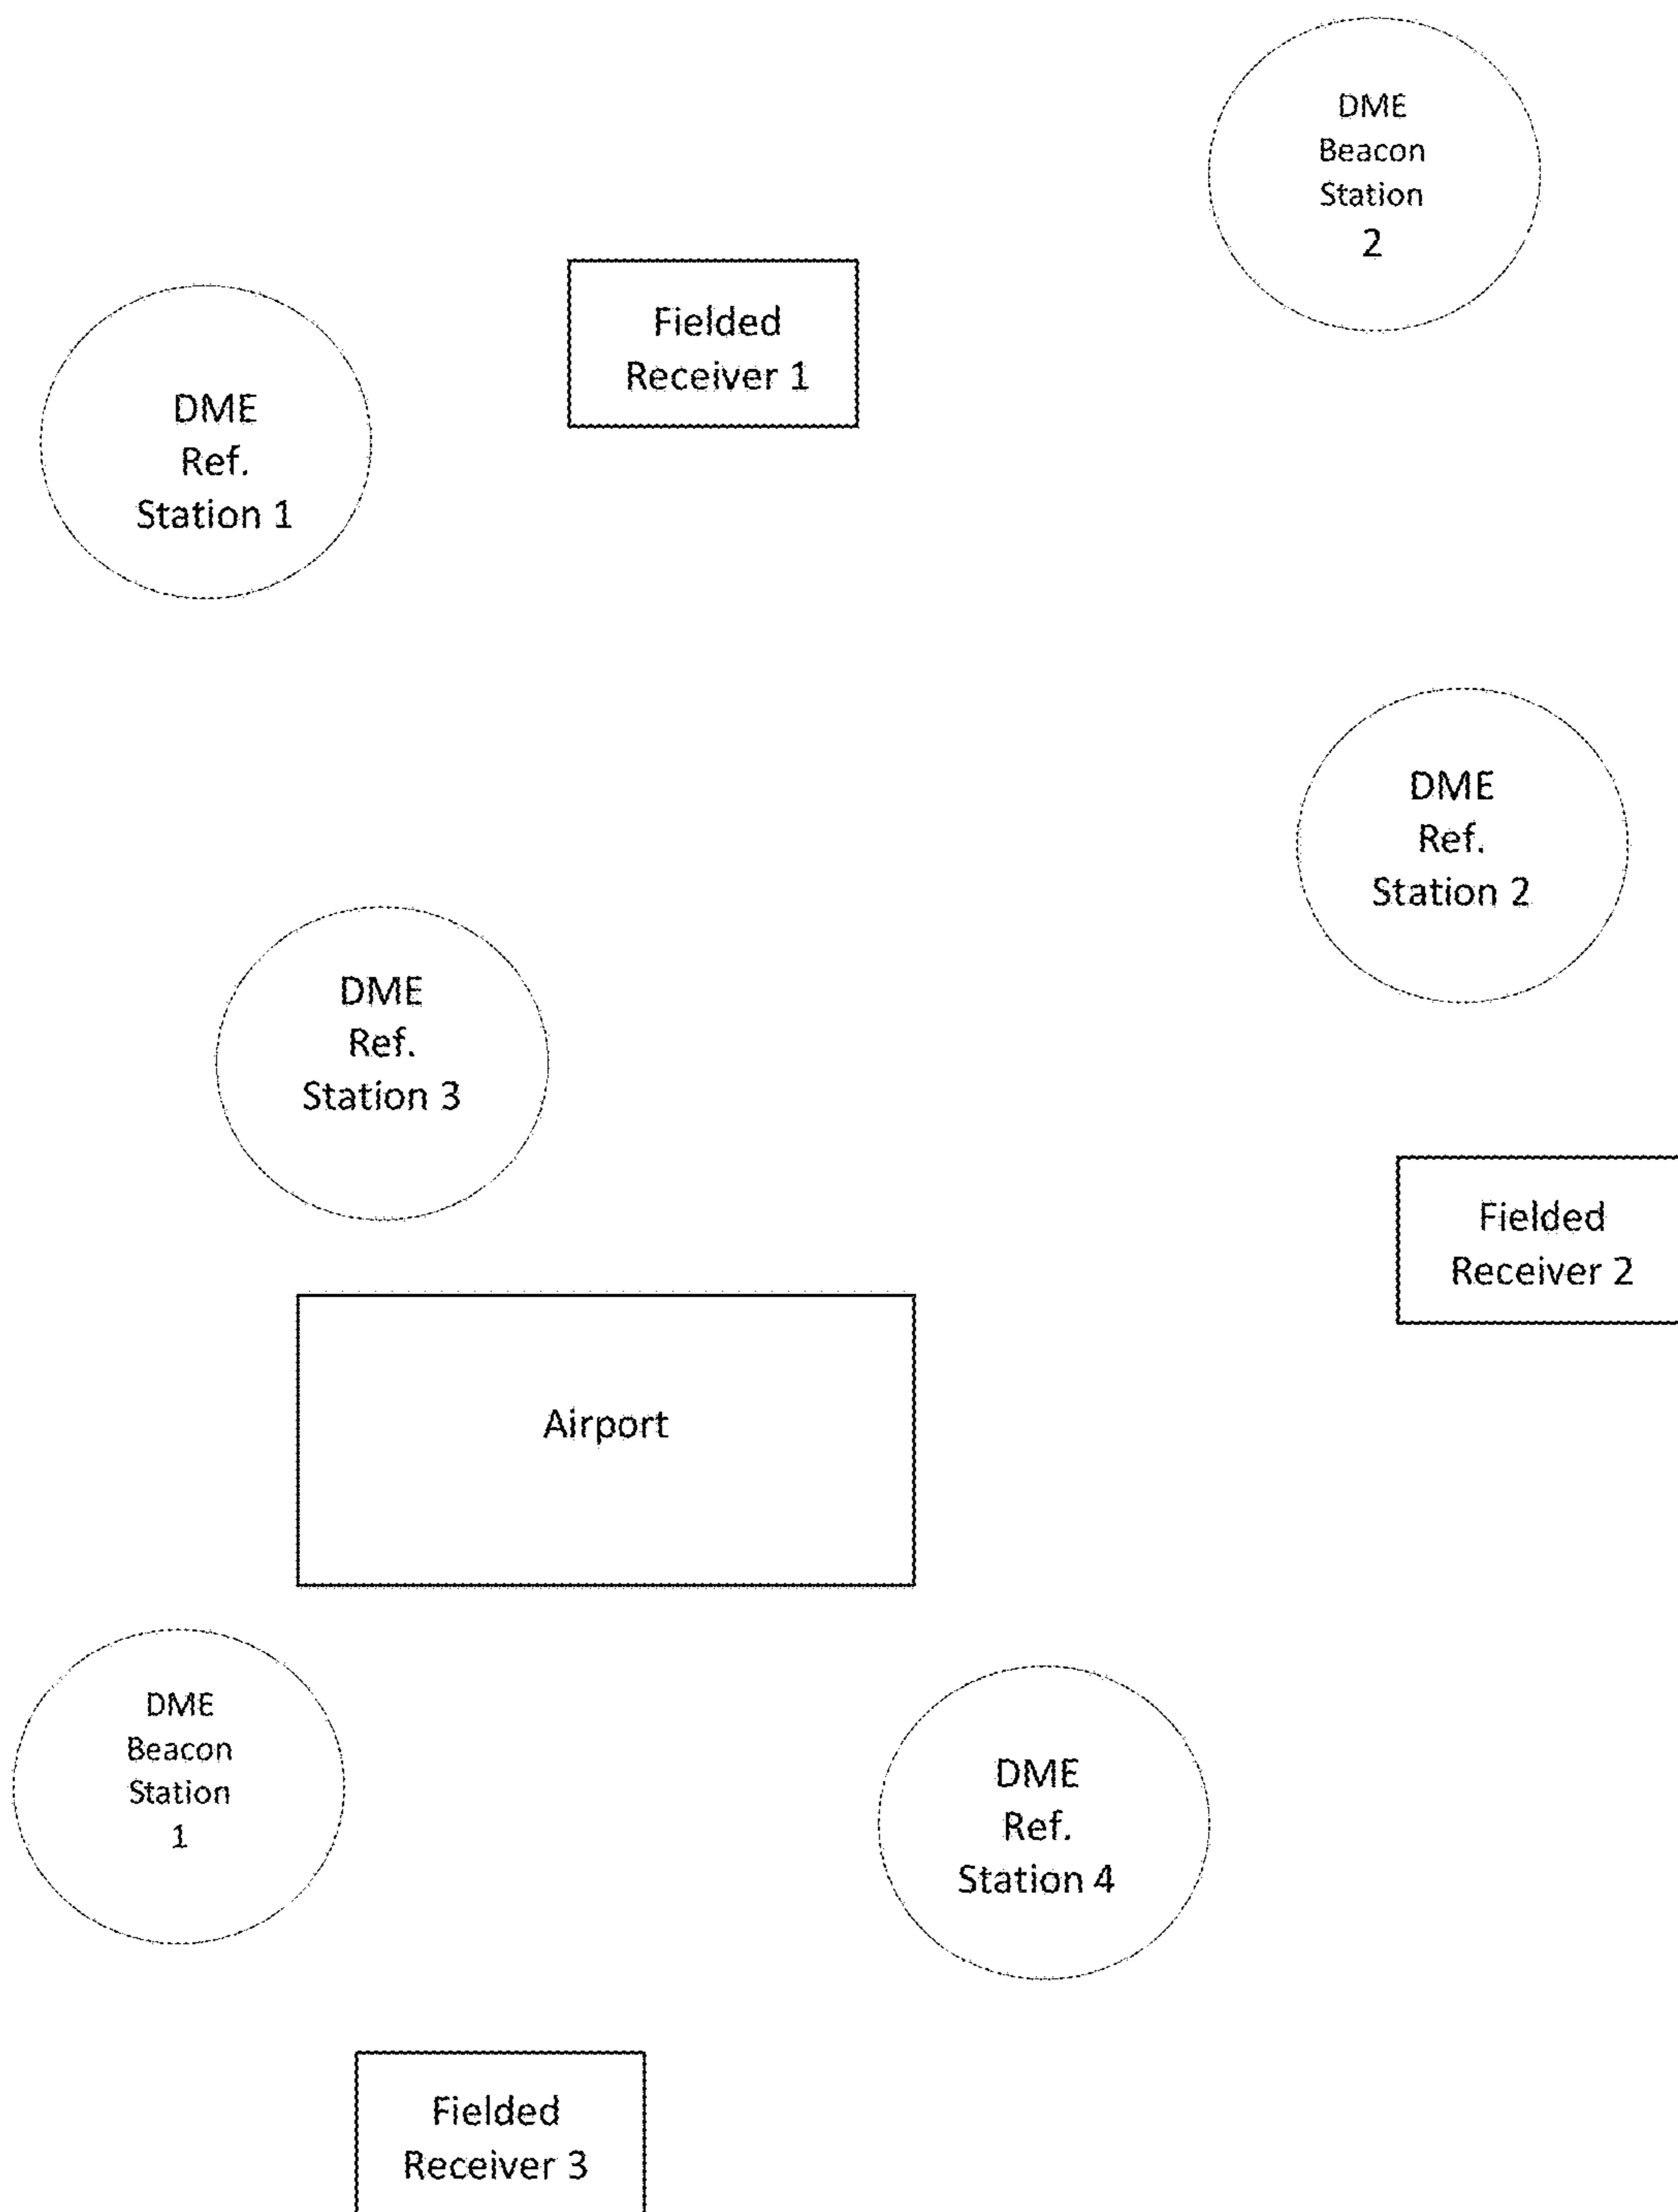 DME
Beacon
Station
2
Fielded
Receiver 1
DME
Ref.
Station 1
DME
Ref.
Station 2
DME
Ref.
Station 3
Fielded
Receiver 2
Airport
DME
Beacon
Station
1
DME
Ref.
Station 4
Fielded
Receiver 3